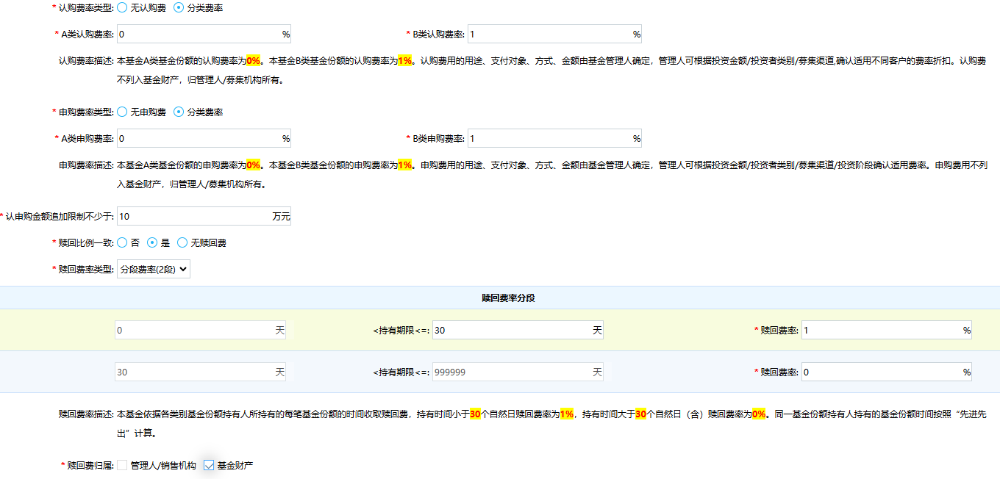 * 认购费率类型: 无认购费 分类费率
* A类认购费率: 0 % * B类认购费率: 1 %
认购费率描述: 本基金A类基金份额的认购费率为0%。本基金B类基金份额的认购费率为1%。认购费用的用途、支付对象、方式、金额由基金管理人确定，管理人可根据投资金额/投资者类别/募集渠道,确认适用不同客户的费率折扣。认购费
不列入基金财产，归管理人/募集机构所有。
* 申购费率类型: 无申购费 分类费率
* A类申购费率: 0 % * B类申购费率: 1 %
申购费率描述: 本基金A类基金份额的申购费率为0%。本基金B类基金份额的申购费率为1%。申购费用的用途、支付对象、方式、金额由基金管理人确定，管理人可根据投资金额/投资者类别/募集渠道/投资阶段确认适用费率。申购费用不列
入基金财产，归管理人/募集机构所有。
* 认申购金额追加限制不少于: 10 万元
* 赎回比例一致: 否 是 无赎回费
* 赎回费率类型: 分段费率(2段)
赎回费率分段
0 天 <持有期限<=: 30 天 * 赎回费率: 1 %
30 天 <持有期限<=: 999999 天 * 赎回费率: 0 %
赎回费率描述: 本基金依据各类别基金份额持有人所持有的每笔基金份额的时间收取赎回费，持有时间小于30个自然日赎回费率为1%，持有时间大于30个自然日（含）赎回费率为0%。同一基金份额持有人持有的基金份额时间按照“先进先
出”计算。
* 赎回费归属: 管理人/销售机构 基金财产